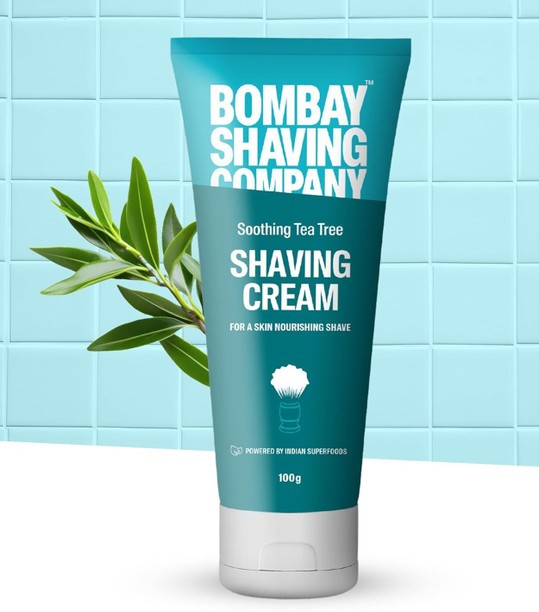 BOMBAY™
SHAVING
COMPANY
Soothing Tea Tree
SHAVING
CREAM
FOR A SKIN NOURISHING SHAVE
POWERED BY INDIAN SUPERFOODS
100g